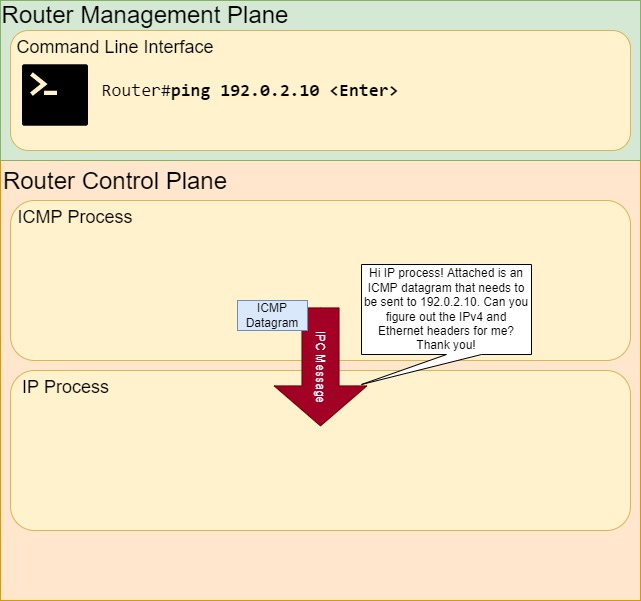 Router Management Plane
Command Line Interface
Router#ping 192.0.2.10 <Enter>
Router Control Plane
ICMP Process
Hi IP process! Attached is an
ICMP datagram that needs to
be sent to 192.0.2.10. Can you
figure out the IPv4 and
Ethernet headers for me?
Thank you!
ICMP
Datagram
IPC Message
IP Process